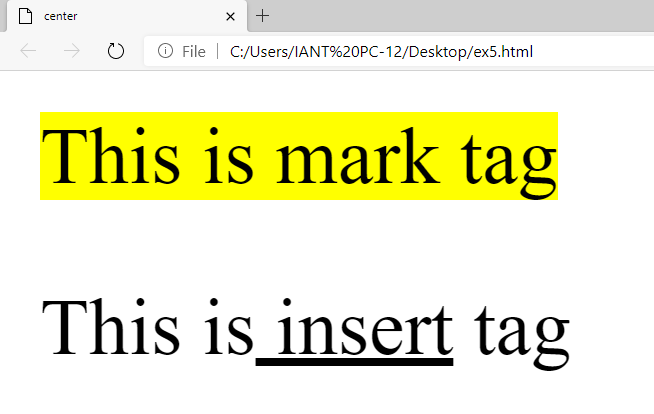 center
File C:/Users/IANT%20PC-12/Desktop/ex5.html
This is mark tag
This is insert tag